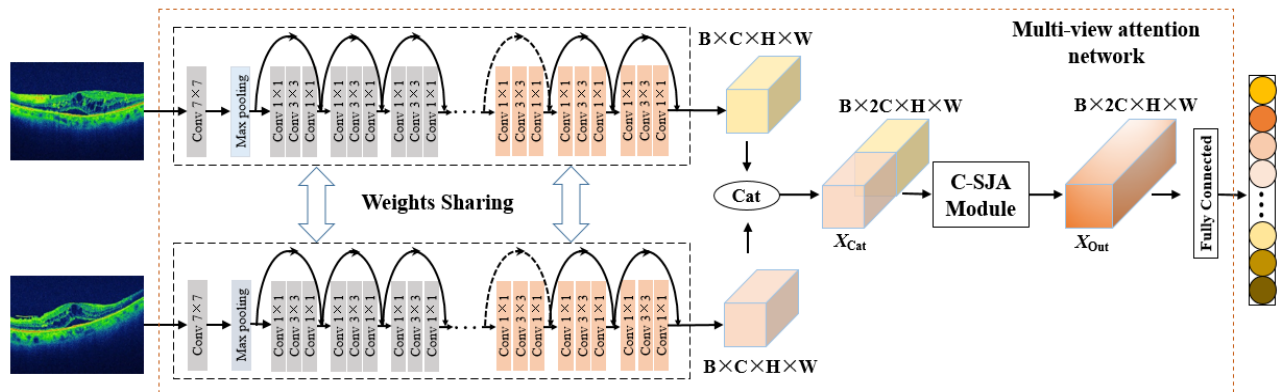 B×C×H×W
Multi-view attention
network
Conv 7×7
Max pooling
Conv 1×1
Conv 3×3
Conv 1×1
Conv 1×1
Conv 3×3
Conv 1×1
Conv 1×1
Conv 3×3
Conv 1×1
Conv 1×1
Conv 3×3
Conv 1×1
Conv 1×1
Conv 3×3
Conv 1×1
Conv 1×1
Conv 3×3
Conv 1×1
B×2C×H×W
B×2C×H×W
Weights Sharing
Cat
C-SJA
Module
Fully Connected
X_Cat
X_Out
Conv 7×7
Max pooling
Conv 1×1
Conv 3×3
Conv 1×1
Conv 1×1
Conv 3×3
Conv 1×1
Conv 1×1
Conv 3×3
Conv 1×1
Conv 1×1
Conv 3×3
Conv 1×1
Conv 1×1
Conv 3×3
Conv 1×1
Conv 1×1
Conv 3×3
Conv 1×1
B×C×H×W